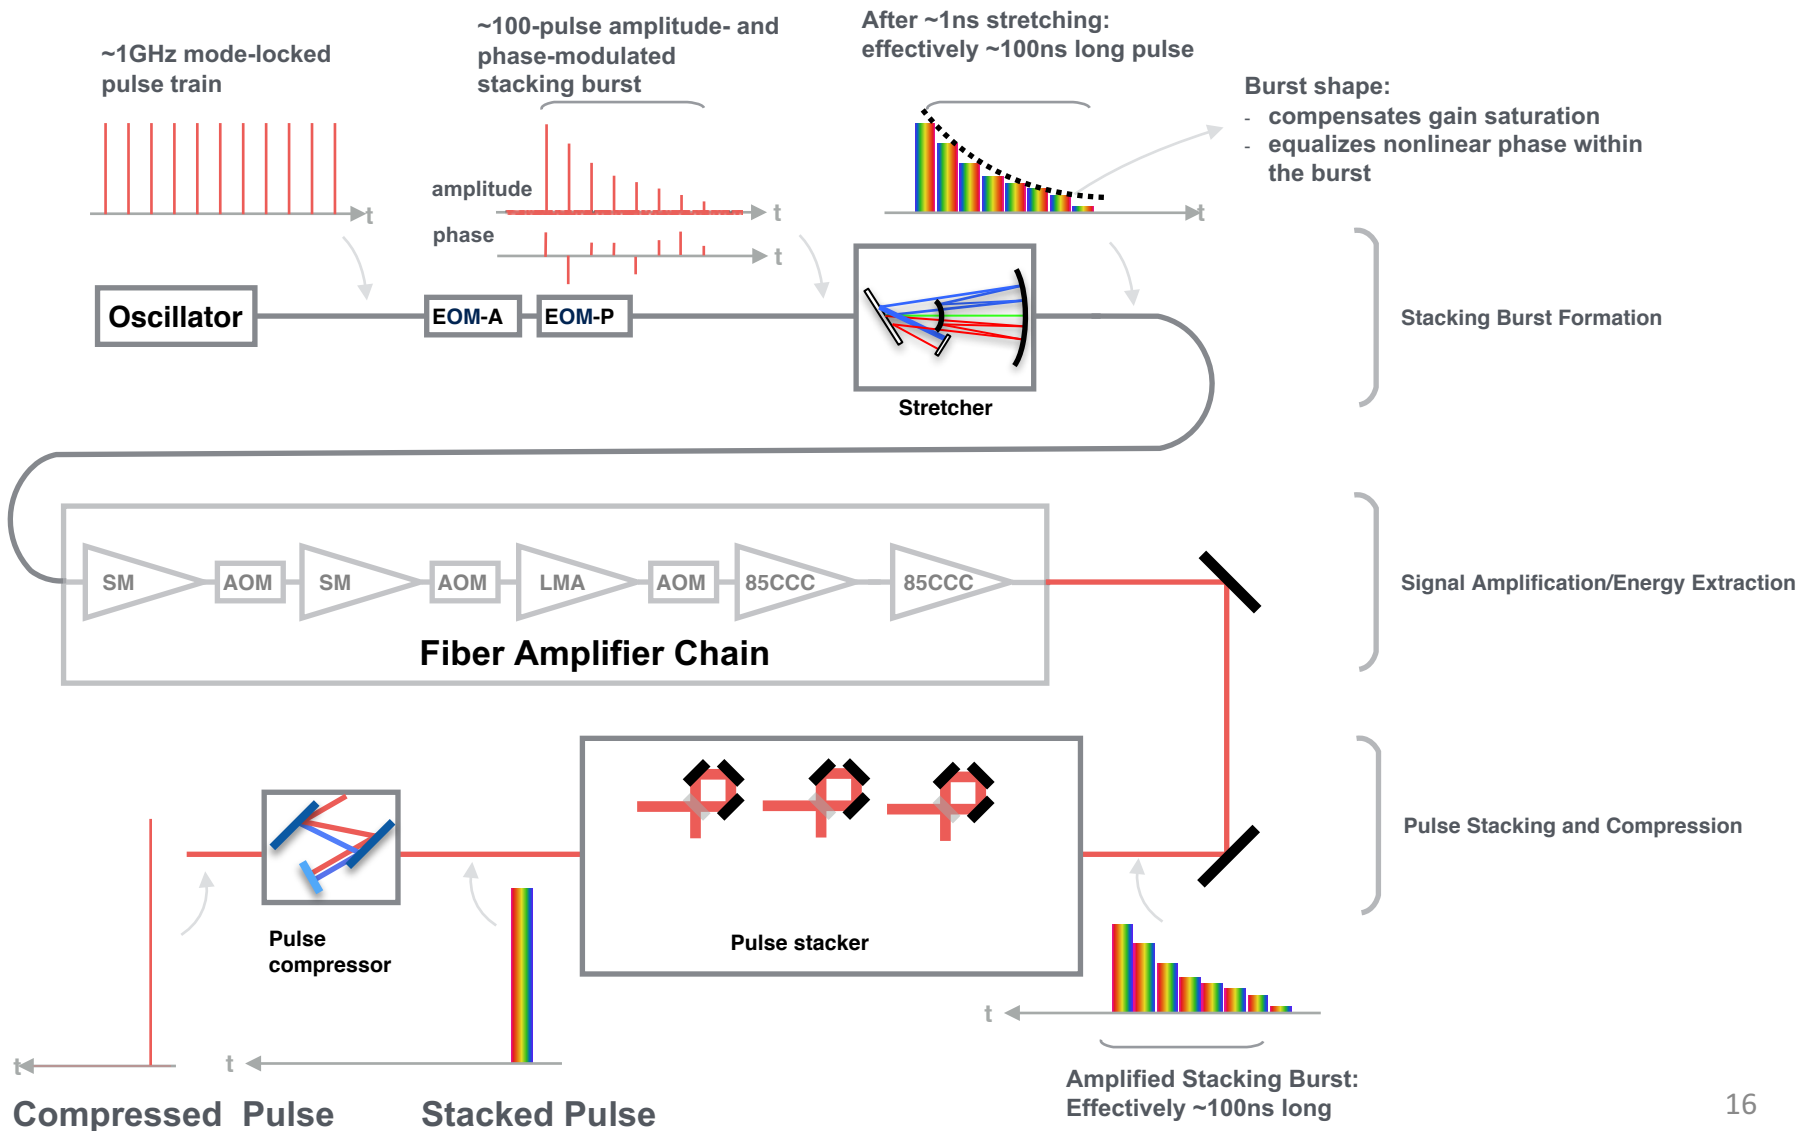 ~1GHz mode-locked
pulse train
~100-pulse amplitude- and
phase-modulated
stacking burst
After ~1ns stretching:
effectively ~100ns long pulse
Burst shape:
- compensates gain saturation
- equalizes nonlinear phase within
the burst
amplitude
t
t
t
phase
t
Oscillator
EOM-A
EOM-P
Stretcher
Stacking Burst Formation
SM
AOM
SM
AOM
LMA
AOM
85CCC
85CCC
Fiber Amplifier Chain
Signal Amplification/Energy Extraction
Pulse Stacking and Compression
Pulse
compressor
Pulse stacker
t
t
t
Amplified Stacking Burst:
Effectively ~100ns long
Compressed Pulse
Stacked Pulse
16